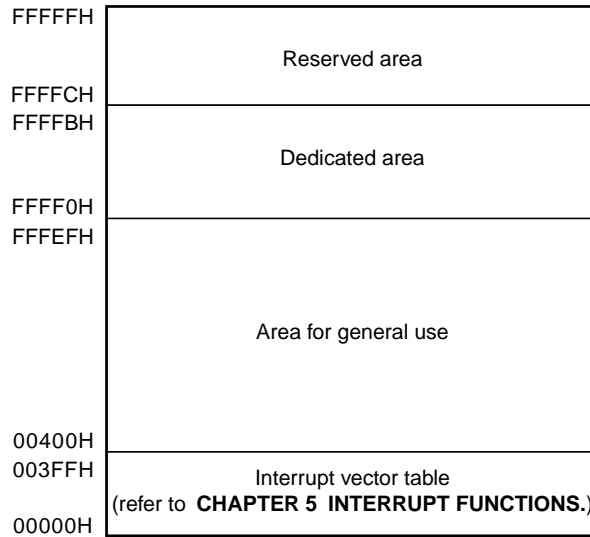 FFFFFH
Reserved area
FFFFCH
FFFFBH
Dedicated area
FFFF0H
FFFEFH
Area for general use
00400H
003FFH
Interrupt vector table
(refer to CHAPTER 5 INTERRUPT FUNCTIONS.)
00000H